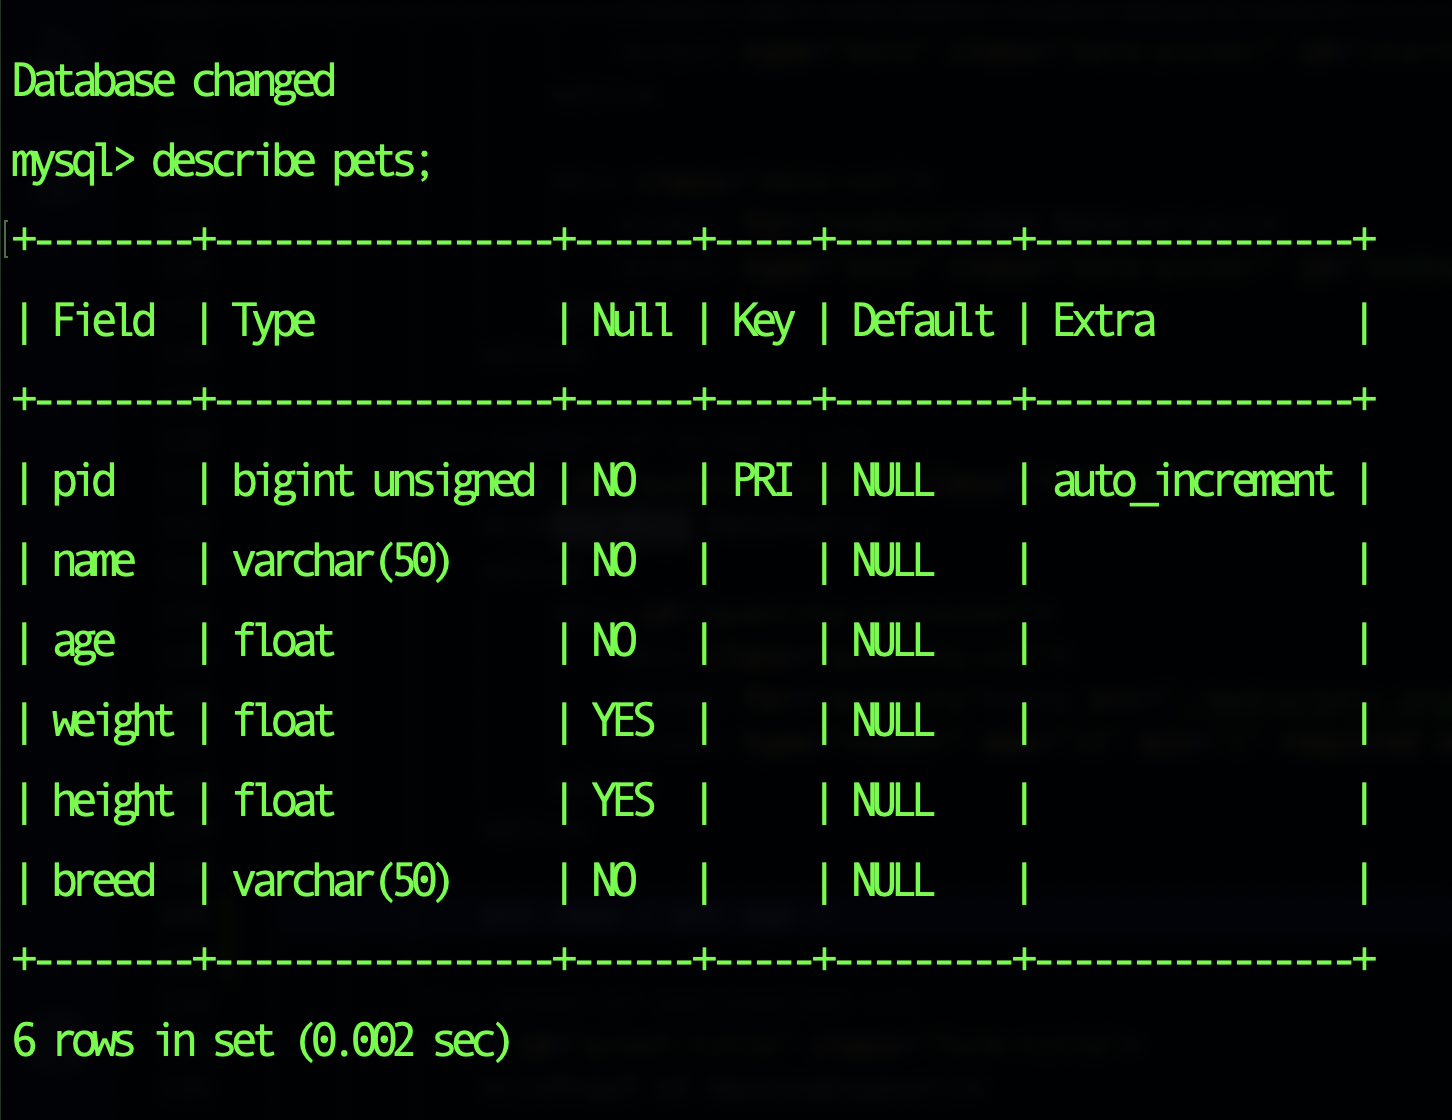 Database changed
mysql> describe pets;
+--------+-----------------+------+-----+---------+----------------+
| Field  | Type            | Null | Key | Default | Extra          |
+--------+-----------------+------+-----+---------+----------------+
| pid    | bigint unsigned | NO   | PRI | NULL    | auto_increment |
| name   | varchar(50)     | NO   |     | NULL    |                |
| age    | float           | NO   |     | NULL    |                |
| weight | float           | YES  |     | NULL    |                |
| height | float           | YES  |     | NULL    |                |
| breed  | varchar(50)     | NO   |     | NULL    |                |
+--------+-----------------+------+-----+---------+----------------+
6 rows in set (0.002 sec)